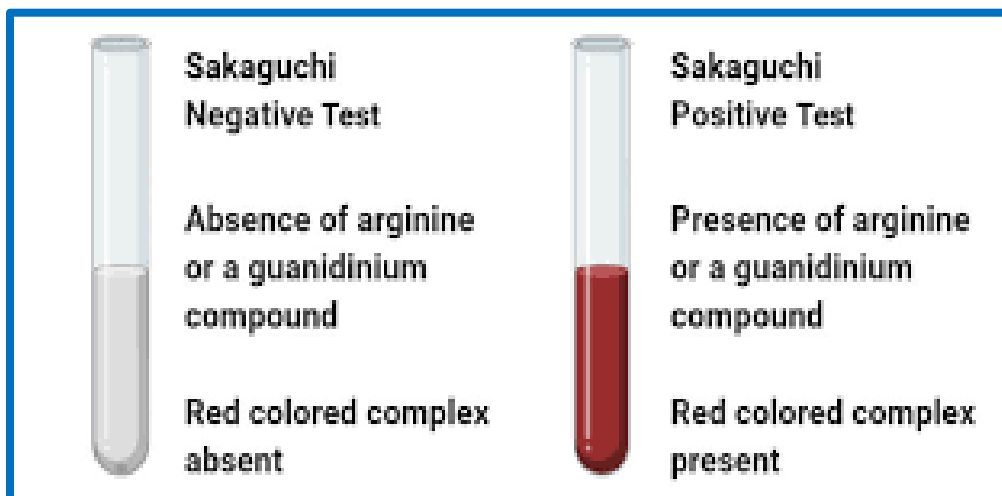 Sakaguchi
Negative Test
Absence of arginine
or a guanidinium
compound
Red colored complex
absent
Sakaguchi
Positive Test
Presence of arginine
or a guanidinium
compound
Red colored complex
present